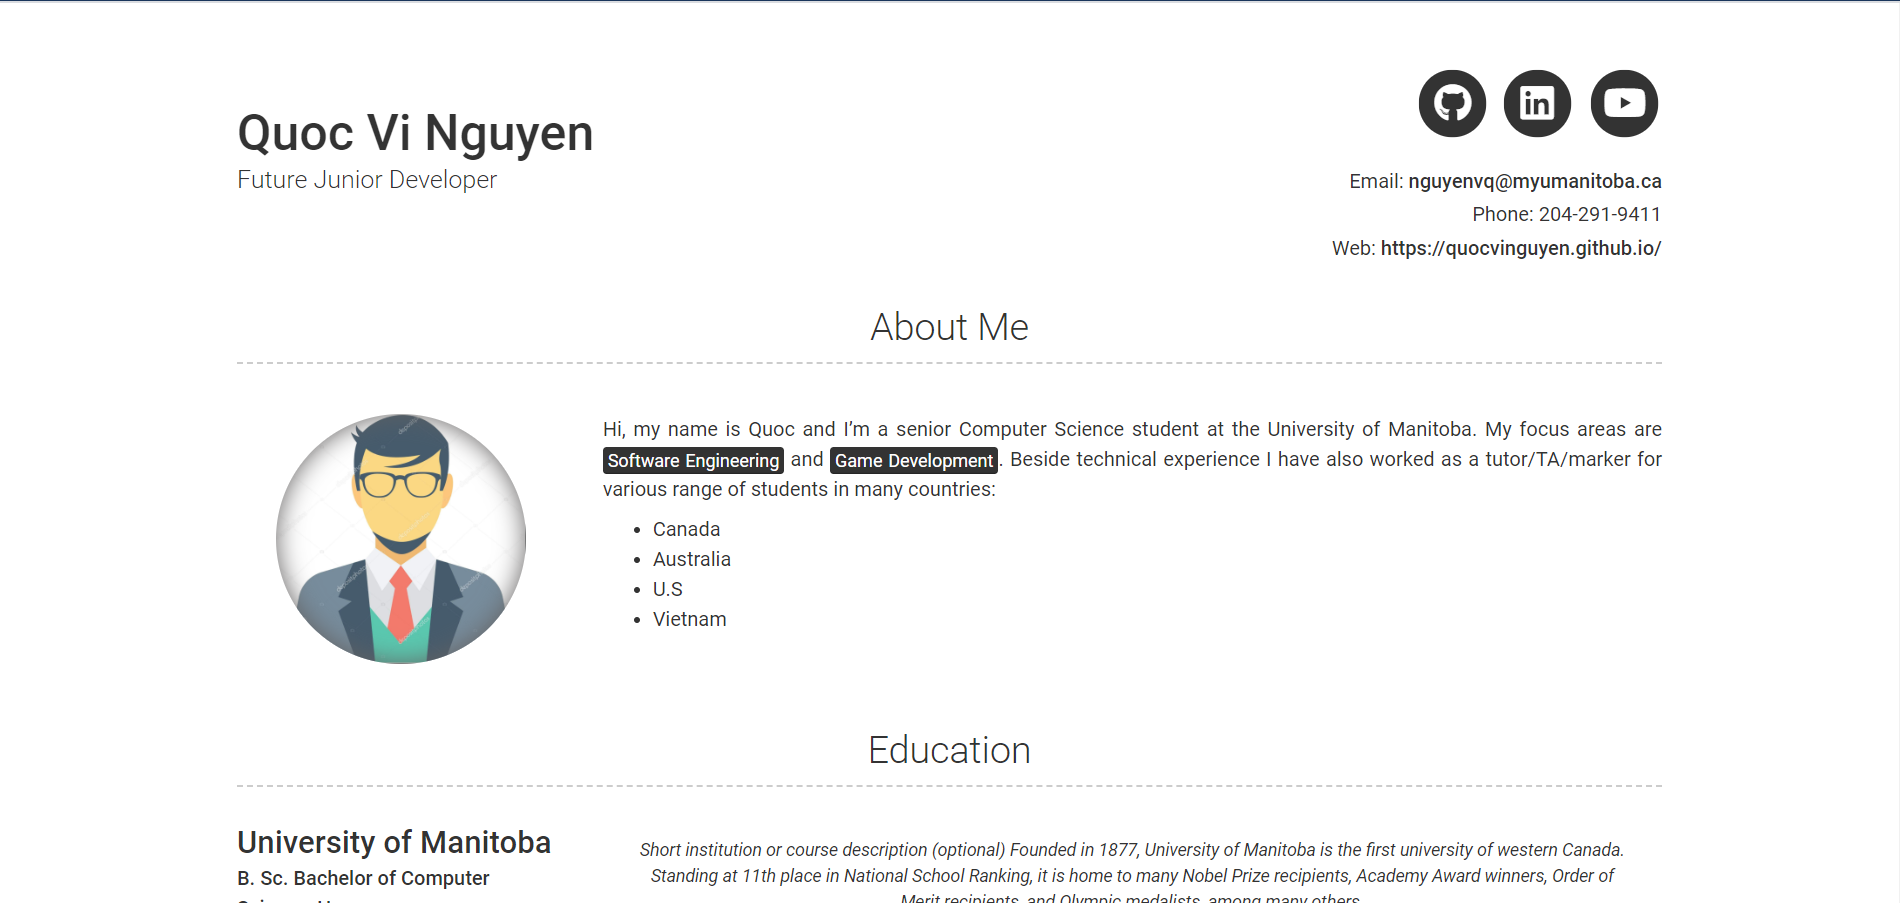 Quoc Vi Nguyen
Future Junior Developer
in
Email: nguyenvq@myumanitoba.ca
Phone: 204-291-9411
Web: https://quocvinguyen.github.io/
About Me
Hi, my name is Quoc and I’m a senior Computer Science student at the University of Manitoba. My focus areas are
Software Engineering and Game Development. Beside technical experience I have also worked as a tutor/TA/marker for
various range of students in many countries:
• Canada
• Australia
• U.S
• Vietnam
Education
University of Manitoba
B. Sc. Bachelor of Computer
Short institution or course description (optional) Founded in 1877, University of Manitoba is the first university of western Canada.
Standing at 11th place in National School Ranking, it is home to many Nobel Prize recipients, Academy Award winners, Order of
Merit recipients, and Olympic medalists, among many others